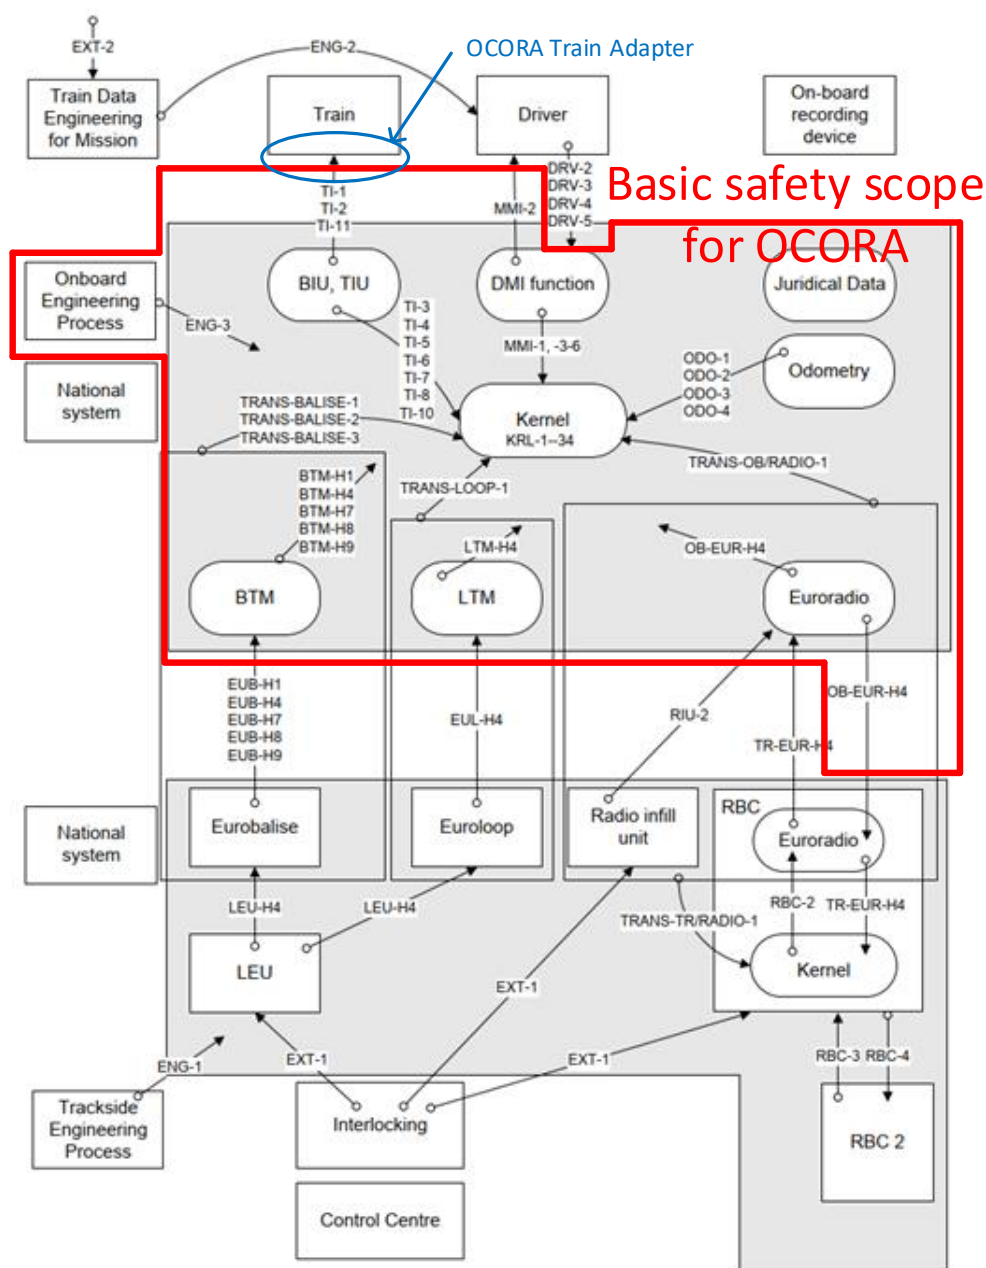 EXT-2
ENG-2
OCORA Train Adapter
Train Data
Engineering
for Mission
Train
Driver
On-board
recording
device
Basic safety scope
for OCORA
TI-1
TI-2
TI-11
MMI-2
DRV-2
DRV-3
DRV-4
DRV-5
Onboard
Engineering
Process
BIU, TIU
DMI function
Juridical Data
ENG-3
TI-3
TI-4
TI-5
TI-6
TI-7
TI-8
TI-10
MMI-1, -3-6
ODO-1
ODO-2
ODO-3
ODO-4
Odometry
National
system
TRANS-BALISE-1
TRANS-BALISE-2
TRANS-BALISE-3
Kernel
KRL-1--34
TRANS-OB/RADIO-1
BTM-H1
BTM-H4
BTM-H7
BTM-H8
BTM-H9
TRANS-LOOP-1
LTM-H4
OB-EUR-H4
BTM
LTM
Euroradio
EUB-H1
EUB-H4
EUB-H7
EUB-H8
EUB-H9
EUL-H4
RIU-2
OB-EUR-H4
TR-EUR-H4
National
system
Eurobalise
Euroloop
Radio infill
unit
RBC
Euroradio
LEU-H4
LEU-H4
TRANS-TR/RADIO-1
RBC-2
TR-EUR-H4
LEU
Kernel
EXT-1
ENG-1
EXT-1
EXT-1
RBC-3
RBC-4
Trackside
Engineering
Process
Interlocking
RBC 2
Control Centre